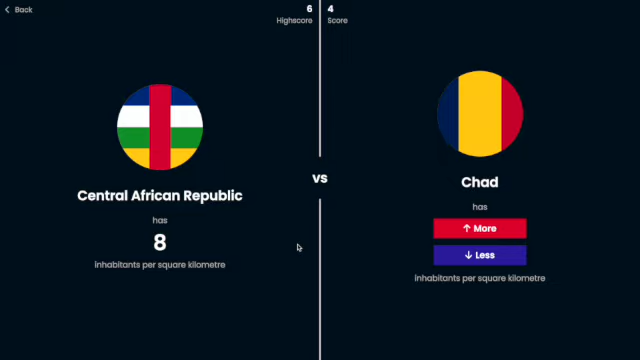 Back
6
Highscore
4
Score
Central African Republic
has
8
inhabitants per square kilometre
VS
Chad
has
↑ More
↓ Less
inhabitants per square kilometre